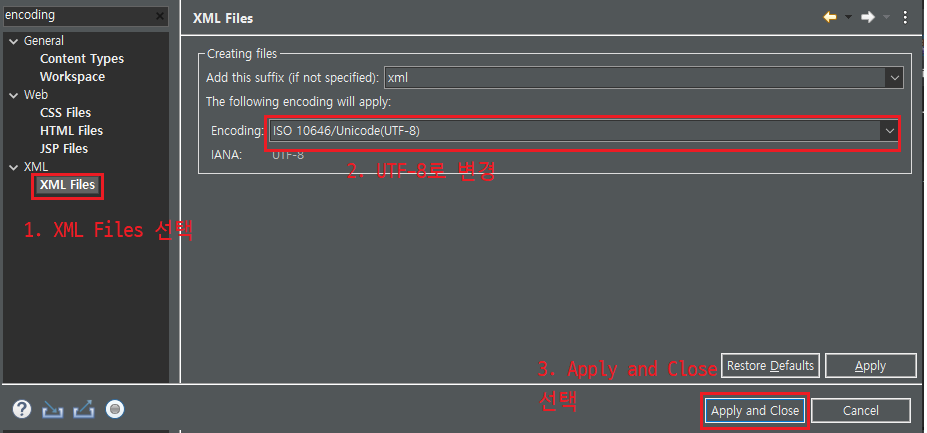 encoding
XML Files
General
Content Types
Workspace
Web
CSS Files
HTML Files
JSP Files
XML
XML Files
1. XML Files 선택
Creating files
Add this suffix (if not specified): xml
The following encoding will apply:
Encoding: ISO 10646/Unicode(UTF-8)
IANA: UTF-8
2. UTF-8로 변경
3. Apply and Close
선택
Restore Defaults
Apply
Apply and Close
Cancel